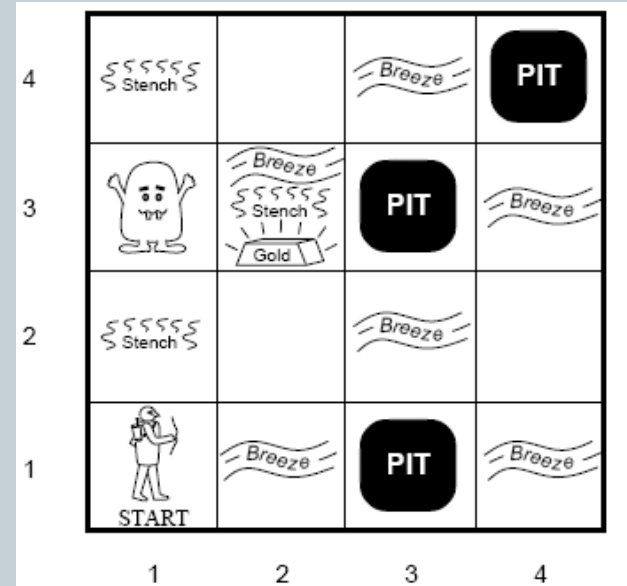 4
Stench
Breeze
PIT
3
Breeze
Stench
Gold
PIT
Breeze
2
Stench
Breeze
1
START
Breeze
PIT
Breeze
1 2 3 4